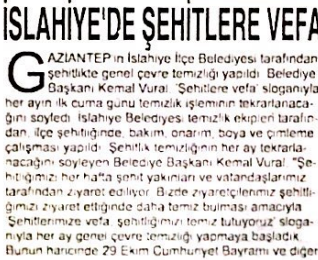 İSLAHİYE'DE ŞEHİTLERE VEFA
GAZİANTEP'in İslahiye İlçe Belediyesi tarafından
şehitlikte genel çevre temizliği yapıldı. Belediye
Başkanı Kemal Vural, 'Şehitlere vefa' sloganıyla
her ayın ilk cuma günü temizlik işleminin tekrarlanaca-
ğını söyledi. İslahiye Belediyesi temizlik ekipleri tarafın-
dan, ilçe şehitliğinde, bakım, onarım, boya ve çimleme
çalışması yapıldı. Şehitlik temizliğinin her ay tekrarla-
nacağını söyleyen Belediye Başkanı Kemal Vural, "Şe-
hitliğimizi her hafta şehit yakınları ve vatandaşlarımız
tarafından ziyaret ediliyor. Bizde ziyaretçilerimiz şehitli-
ğimizi ziyaret ettiğinde daha temiz bulması amacıyla
'Şehitlerimize vefa, şehitliğimizi temiz tutuyoruz' sloga-
nıyla her ay genel çevre temizliği yapmaya başladık.
Bunun haricinde 29 Ekim Cumhuriyet Bayramı ve diğer